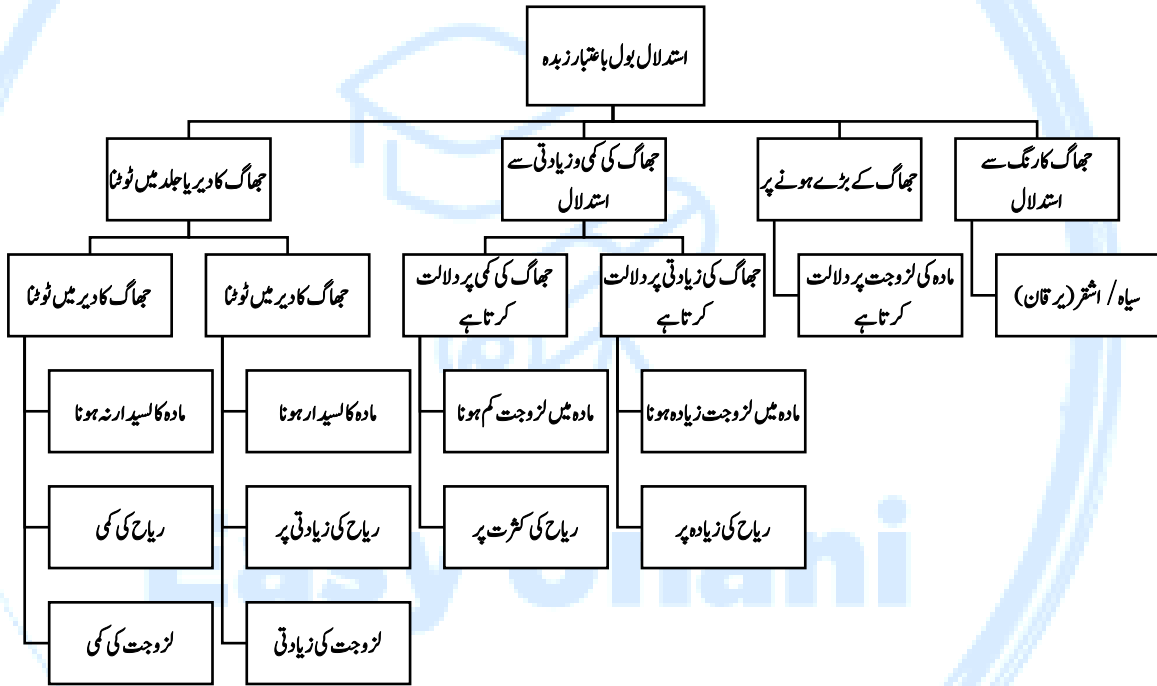 استدلال بول باعتبار زبدہ
جھاگ کا رنگ سے
استدلال
جھاگ کے بڑے ہونے پر
جھاگ کی کمی و زیادتی سے
استدلال
جھاگ کا دیر یا جلد میں ٹوٹنا
سیاہ / اشقر (یرقان)
مادہ کی لزوجت پر دلالت
کرتا ہے
جھاگ کی زیادتی پر دلالت
کرتا ہے
جھاگ کی کمی پر دلالت
کرتا ہے
جھاگ کا دیر میں ٹوٹنا
جھاگ کا دیر میں ٹوٹنا
مادہ میں لزوجت زیادہ ہونا
مادہ میں لزوجت کم ہونا
مادہ کا لسیدار ہونا
مادہ کا لسیدار نہ ہونا
ریاح کی زیادہ پر
ریاح کی کثرت پر
ریاح کی زیادتی پر
ریاح کی کمی
لزوجت کی زیادتی
لزوجت کی کمی
Easy Unani